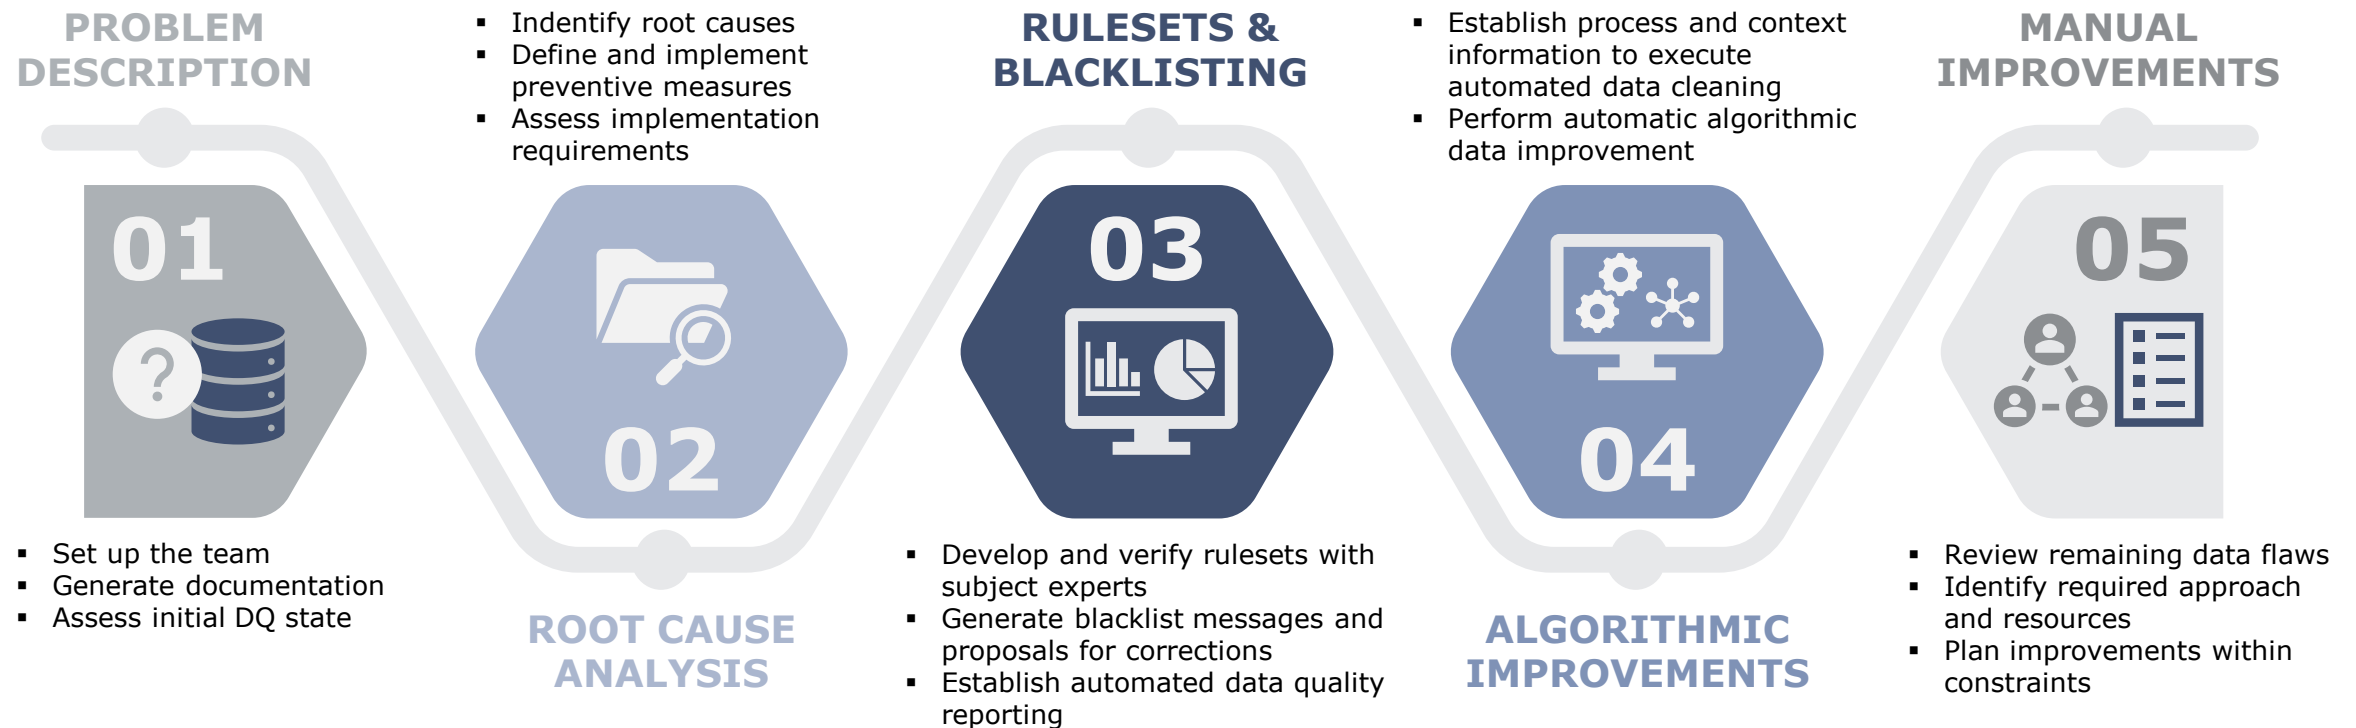 PROBLEM
DESCRIPTION
01
?
▪ Set up the team
▪ Generate documentation
▪ Assess initial DQ state
▪ Indentify root causes
▪ Define and implement
preventive measures
▪ Assess implementation
requirements
02
ROOT CAUSE
ANALYSIS
RULESETS &
BLACKLISTING
03
▪ Develop and verify rulesets with
subject experts
▪ Generate blacklist messages and
proposals for corrections
▪ Establish automated data quality
reporting
▪ Establish process and context
information to execute
automated data cleaning
▪ Perform automatic algorithmic
data improvement
04
ALGORITHMIC
IMPROVEMENTS
MANUAL
IMPROVEMENTS
05
▪ Review remaining data flaws
▪ Identify required approach
and resources
▪ Plan improvements within
constraints